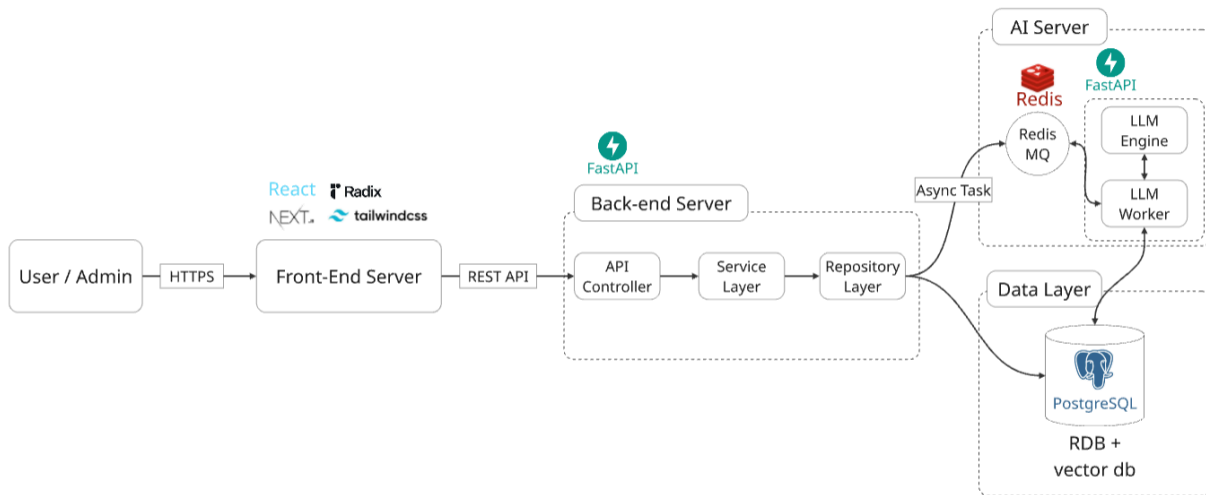 AI Server
Redis
FastAPI
Redis
MQ
LLM
Engine
LLM
Worker
Async Task
FastAPI
Back-end Server
API
Controller
Service
Layer
Repository
Layer
React
Radix
NEXT.JS
tailwindcss
User / Admin
HTTPS
Front-End Server
REST API
Data Layer
PostgreSQL
RDB +
vector db